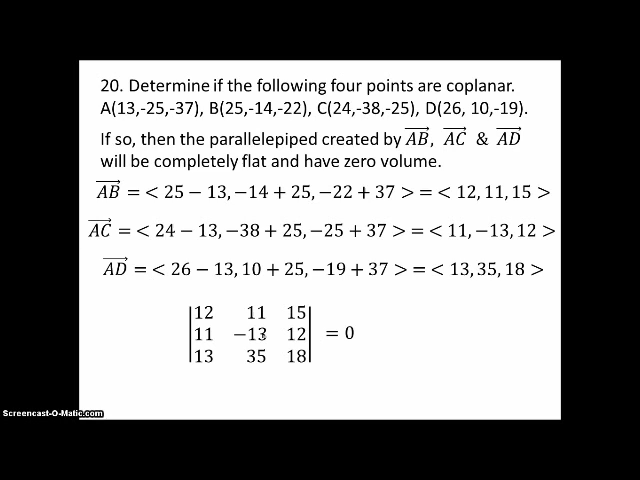 20. Determine if the following four points are coplanar.
A(13,-25,-37), B(25,-14,-22), C(24,-38,-25), D(26, 10,-19).
If so, then the parallelepiped created by AB⃗, AC⃗ & AD⃗
will be completely flat and have zero volume.
AB⃗ = < 25 − 13, −14 + 25, −22 + 37 > = < 12, 11, 15 >
AC⃗ = < 24 − 13, −38 + 25, −25 + 37 > = < 11, −13, 12 >
AD⃗ = < 26 − 13, 10 + 25, −19 + 37 > = < 13, 35, 18 >
|12 11 15|
|11 −13 12| = 0
|13 35 18|
Screencast-O-Matic.com